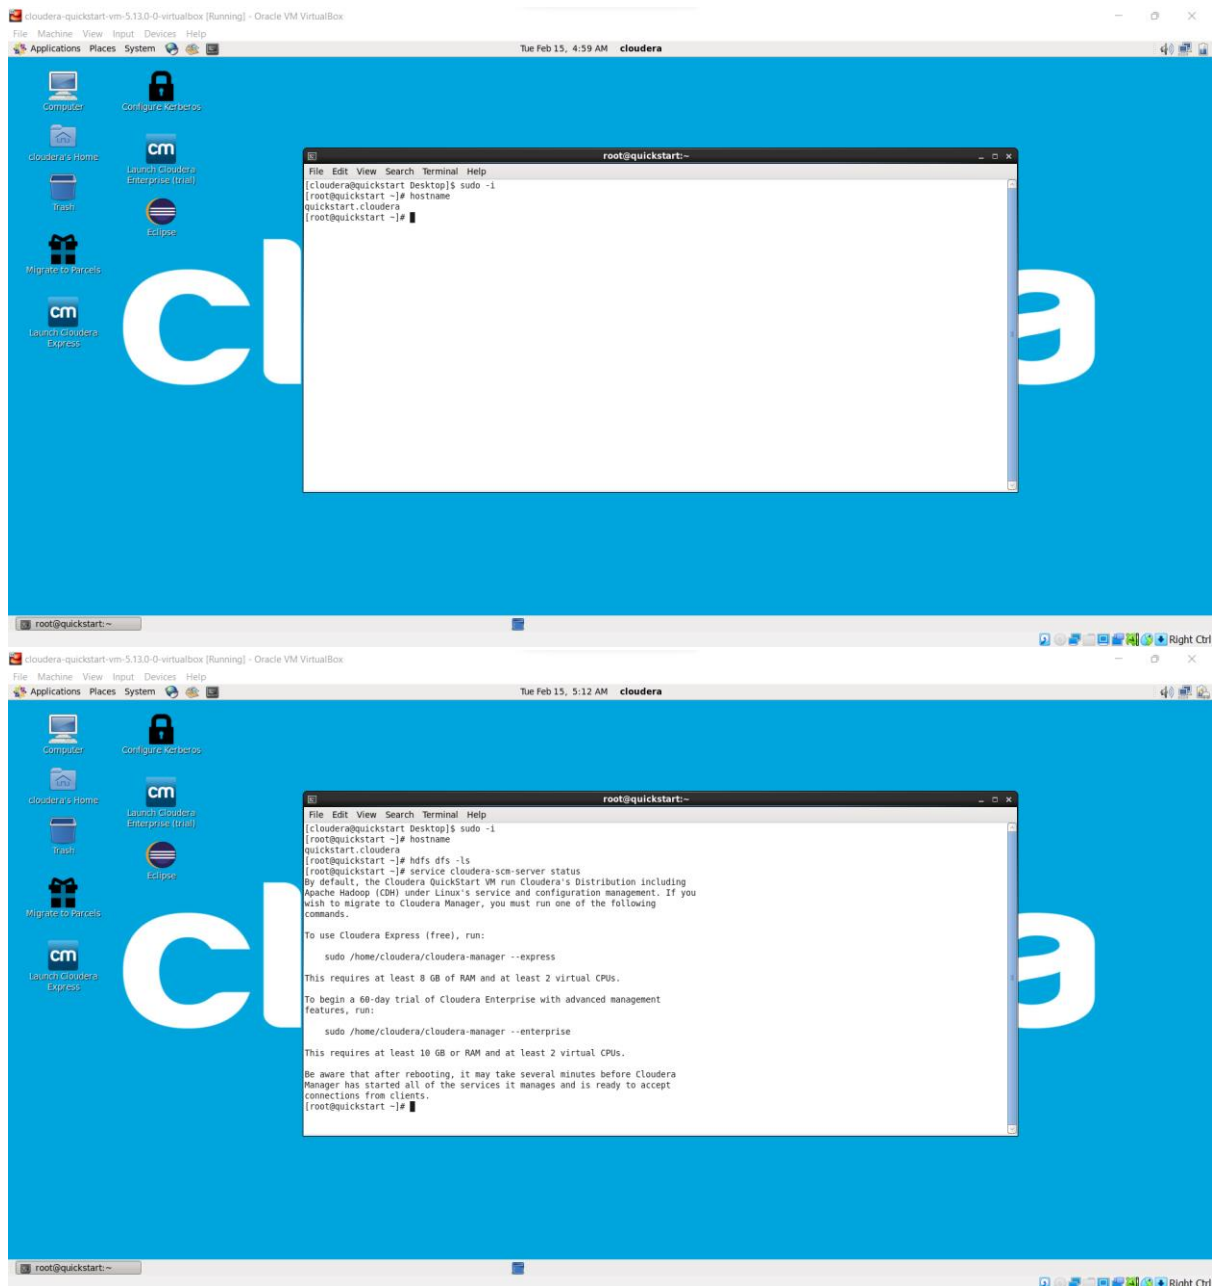 cloudera-quickstart-vm-5.13.0-0-virtualbox [Running] - Oracle VM VirtualBox
File Machine View Input Devices Help
Applications Places System Tue Feb 15, 4:59 AM cloudera
Computer
Configure Kerberos
cloudera's Home
cm
Launch Cloudera
Enterprise (trial)
Trash
Eclipse
Migrate to Parcels
cm
Launch Cloudera
Express
cl a
root@quickstart:~
File Edit View Search Terminal Help
[cloudera@quickstart Desktop]$ sudo -i
[root@quickstart ~]# hostname
quickstart.cloudera
[root@quickstart ~]#
root@quickstart:~
Right Ctrl
cloudera-quickstart-vm-5.13.0-0-virtualbox [Running] - Oracle VM VirtualBox
File Machine View Input Devices Help
Applications Places System Tue Feb 15, 5:12 AM cloudera
Computer
Configure Kerberos
cloudera's Home
cm
Launch Cloudera
Enterprise (trial)
Trash
Eclipse
Migrate to Parcels
cm
Launch Cloudera
Express
cl a
root@quickstart:~
File Edit View Search Terminal Help
[cloudera@quickstart Desktop]$ sudo -i
[root@quickstart ~]# hostname
quickstart.cloudera
[root@quickstart ~]# hdfs dfs -ls
[root@quickstart ~]# service cloudera-scm-server status
By default, the Cloudera QuickStart VM run Cloudera's Distribution including
Apache Hadoop (CDH) under Linux's service and configuration management. If you
wish to migrate to Cloudera Manager, you must run one of the following
commands.
To use Cloudera Express (free), run:
sudo /home/cloudera/cloudera-manager --express
This requires at least 8 GB of RAM and at least 2 virtual CPUs.
To begin a 60-day trial of Cloudera Enterprise with advanced management
features, run:
sudo /home/cloudera/cloudera-manager --enterprise
This requires at least 10 GB or RAM and at least 2 virtual CPUs.
Be aware that after rebooting, it may take several minutes before Cloudera
Manager has started all of the services it manages and is ready to accept
connections from clients.
[root@quickstart ~]#
root@quickstart:~
Right Ctrl